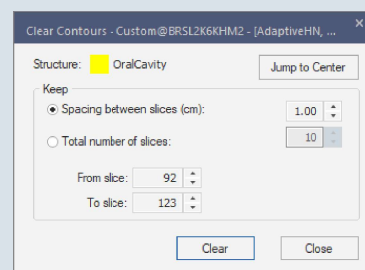 Clear Contours - Custom@BRSL2K6KHM2 - [AdaptiveHN, ...
Structure: OralCavity Jump to Center
Keep
Spacing between slices (cm): 1.00
Total number of slices: 10
From slice: 92
To slice: 123
Clear Close